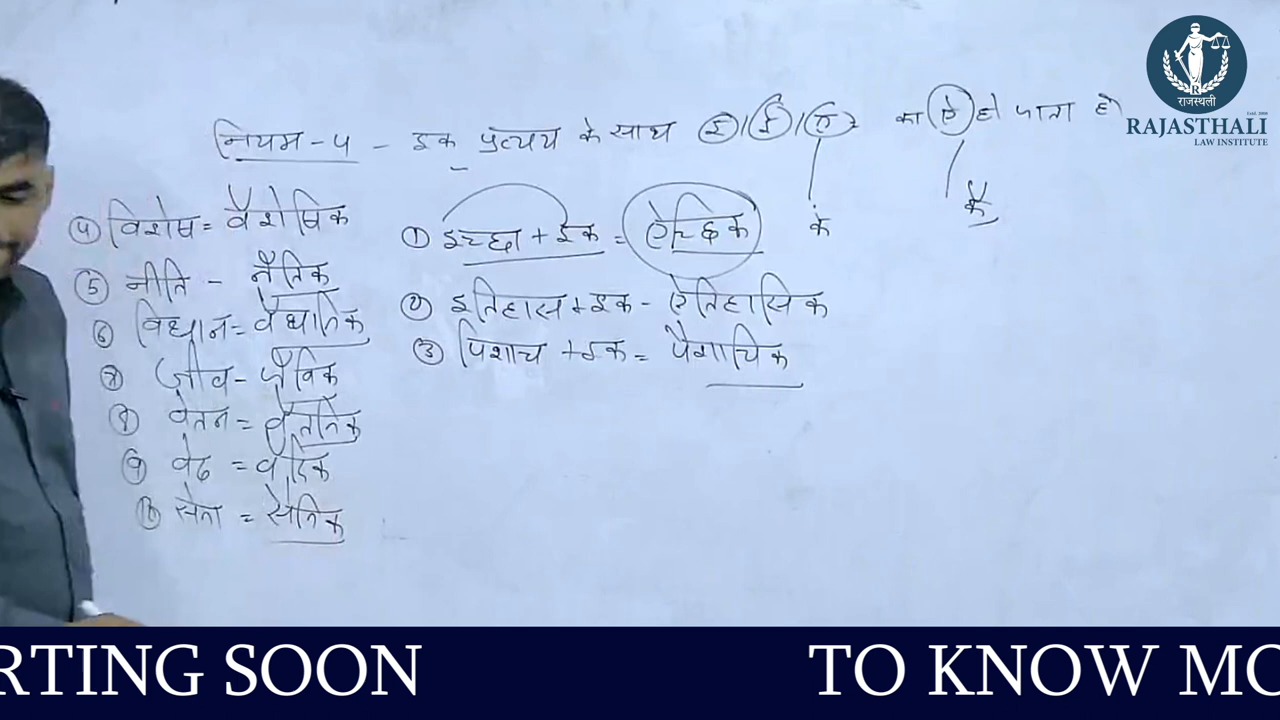 नियम-५ - इक प्रत्यय के साथ इ/ई/ए का ऐ हो जाता है
के कै
① इच्छा + इक = ऐच्छिक
② इतिहास + इक - ऐतिहासिक
③ पिशाच + इक = पैशाचिक
④ विशेष = वैशेषिक
⑤ नीति - नैतिक
⑥ विधान = वैधानिक
⑦ जीव - जैविक
⑧ वेतन = वैतनिक
⑨ वेद = वैदिक
⑩ सेना = सैनिक
राजस्थली
RAJASTHALI
LAW INSTITUTE
RTING SOON TO KNOW MO